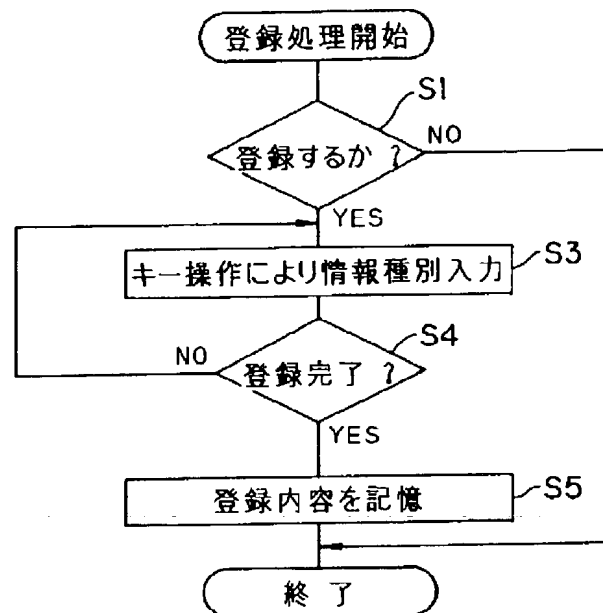 登録処理開始
S1
登録するか?
NO
YES
キー操作により情報種別入力
S3
S4
NO
登録完了?
YES
登録内容を記憶
S5
終了